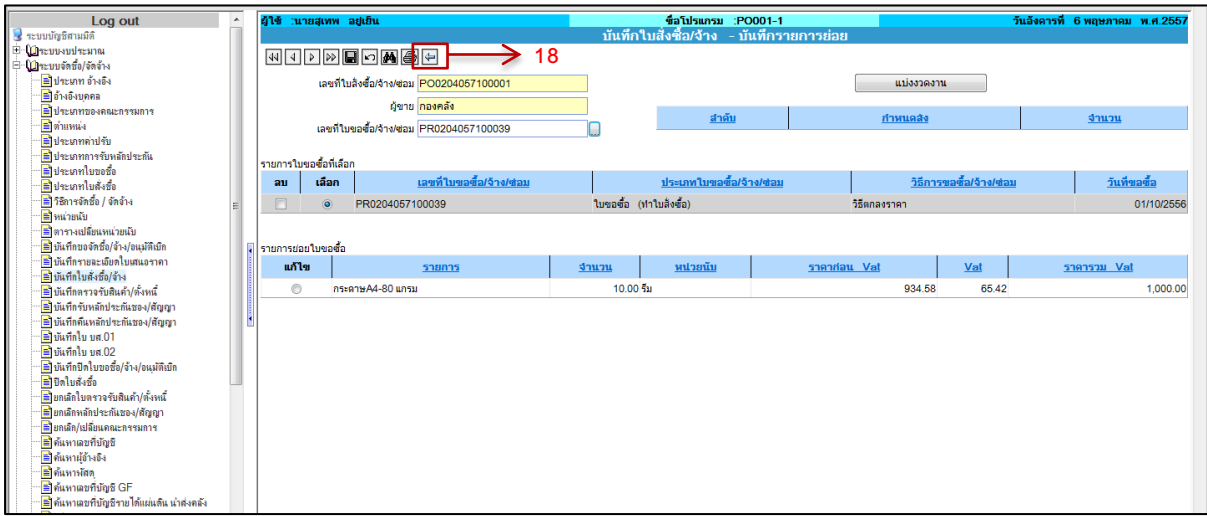 Log out
ระบบบัญชีสามมิติ
ระบบงบประมาณ
ระบบจัดซื้อ/จัดจ้าง
ประเภท อ้างอิง
อ้างอิงบุคคล
ประเภทของคณะกรรมการ
ตำแหน่ง
ประเภทค่าปรับ
ประเภทการรับหลักประกัน
ประเภทใบขอซื้อ
ประเภทใบสั่งซื้อ
วิธีการจัดซื้อ / จัดจ้าง
หน่วยนับ
ตารางเปลี่ยนหน่วยนับ
บันทึกขอจัดซื้อ/จ้าง/อนุมัติเบิก
บันทึกรายละเอียดใบเสนอราคา
บันทึกใบสั่งซื้อ/จ้าง
บันทึกตรวจรับสินค้า/ตั้งหนี้
บันทึกรับหลักประกันของ/สัญญา
บันทึกคืนหลักประกันซอง/สัญญา
บันทึกใบ บส.01
บันทึกใบ บส.02
บันทึกปิดใบขอซื้อ/จ้าง/อนุมัติเบิก
ปิดใบสั่งซื้อ
ยกเลิกใบตรวจรับสินค้า/ตั้งหนี้
ยกเลิกหลักประกันซอง/สัญญา
ยกเลิก/เปลี่ยนคณะกรรมการ
ค้นหาเลขที่บัญชี
ค้นหาผู้อ้างอิง
ค้นหารหัสดุ
ค้นหาเลขที่บัญชี GF
ค้นหาเลขที่บัญชีรายได้แผ่นดิน นำส่งคลัง
ผู้ใช้ :นายสุเทพ อยู่เย็น ชื่อโปรแกรม :PO001-1 วันอังคารที่ 6 พฤษภาคม พ.ศ.2557
บันทึกใบสั่งซื้อ/จ้าง - บันทึกรายการย่อย
18
เลขที่ใบสั่งซื้อ/จ้าง/ซ่อม PO0204057100001 แบ่งงวดงาน
ผู้ขาย กองคลัง
เลขที่ใบขอซื้อ/จ้าง/ซ่อม PR0204057100039 ... ลำดับ กำหนดส่ง จำนวน
รายการใบขอซื้อที่เลือก
ลบ เลือก เลขที่ใบขอซื้อ/จ้าง/ซ่อม ประเภทใบขอซื้อ/จ้าง/ซ่อม วิธีการขอซื้อ/จ้าง/ซ่อม วันที่ขอซื้อ
PR0204057100039 ใบขอซื้อ (ทำใบสั่งซื้อ) วิธีตกลงราคา 01/10/2556
รายการย่อยใบขอซื้อ
แก้ไข รายการ จำนวน หน่วยนับ ราคาก่อน Vat Vat ราคารวม Vat
กระดาษA4-80 แกรม 10.00 รีม 934.58 65.42 1,000.00